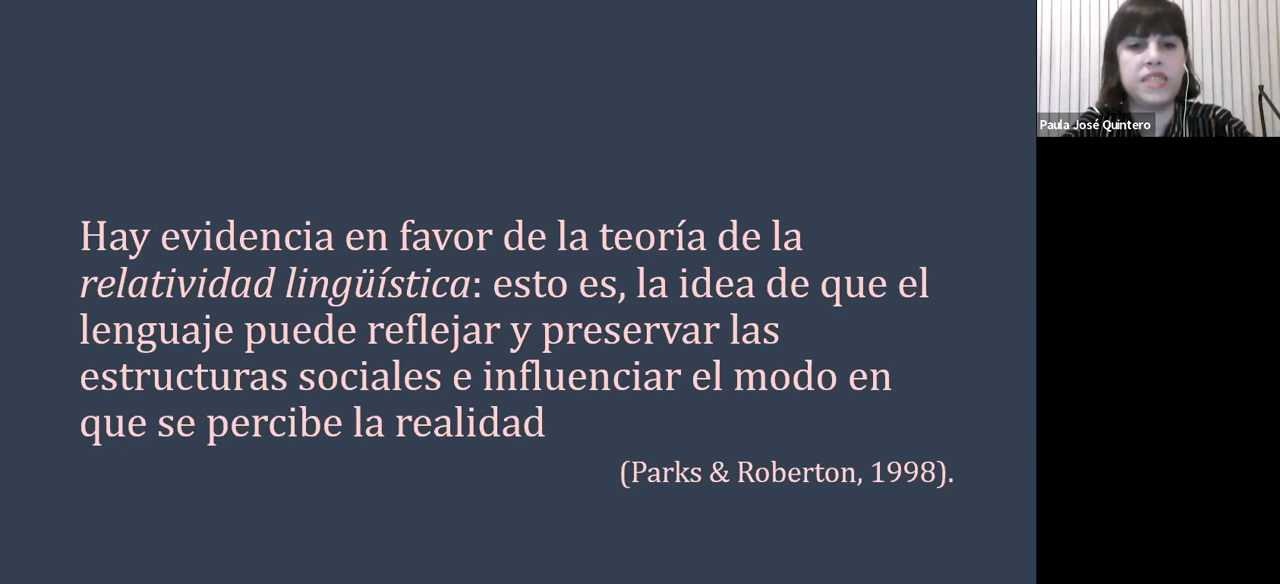 Hay evidencia en favor de la teoría de la
relatividad lingüística: esto es, la idea de que el
lenguaje puede reflejar y preservar las
estructuras sociales e influenciar el modo en
que se percibe la realidad
(Parks & Roberton, 1998).
Paula José Quintero